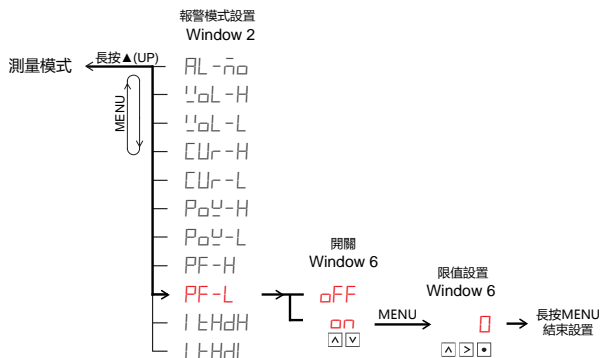 報警模式設置
Window 2
測量模式
長按▲(UP)
MENU
AL-no
VoL-H
VoL-L
CUr-H
CUr-L
PoW-H
PoW-L
PF-H
PF-L
ItHdH
ItHdL
開關
Window 6
oFF
on
MENU
限值設置
Window 6
0
長按MENU
結束設置